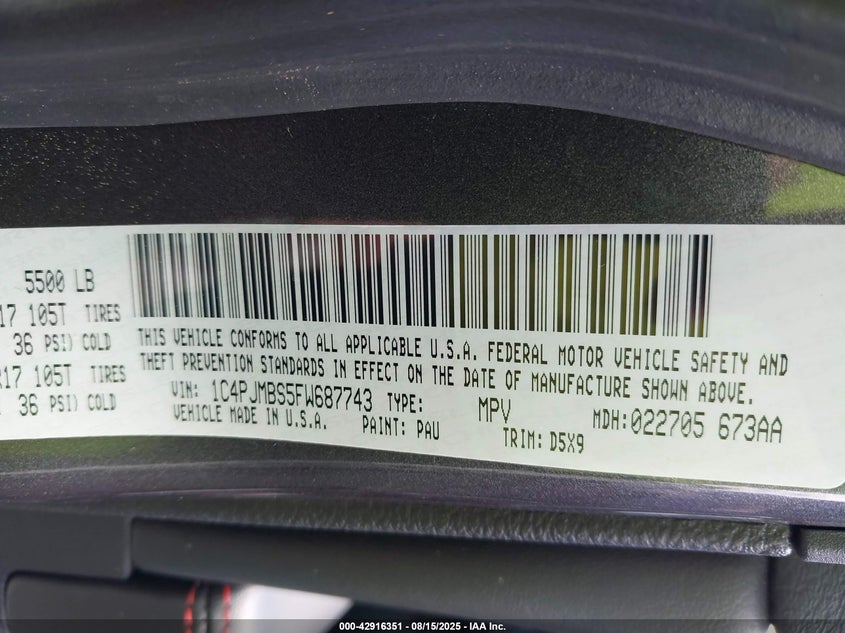 5500 LB
17 105T TIRES
36 PSI) COLD
R17 105T TIRES
36 PSI) COLD
THIS VEHICLE CONFORMS TO ALL APPLICABLE U.S.A. FEDERAL MOTOR VEHICLE SAFETY AND
THEFT PREVENTION STANDARDS IN EFFECT ON THE DATE OF MANUFACTURE SHOWN ABOVE.
VIN: 1C4PJMBS5FW687743 TYPE: MPV MDH:022705 673AA
VEHICLE MADE IN U.S.A. PAINT: PAU TRIM: D5X9
000-42916351 - 08/15/2025 - IAA Inc.